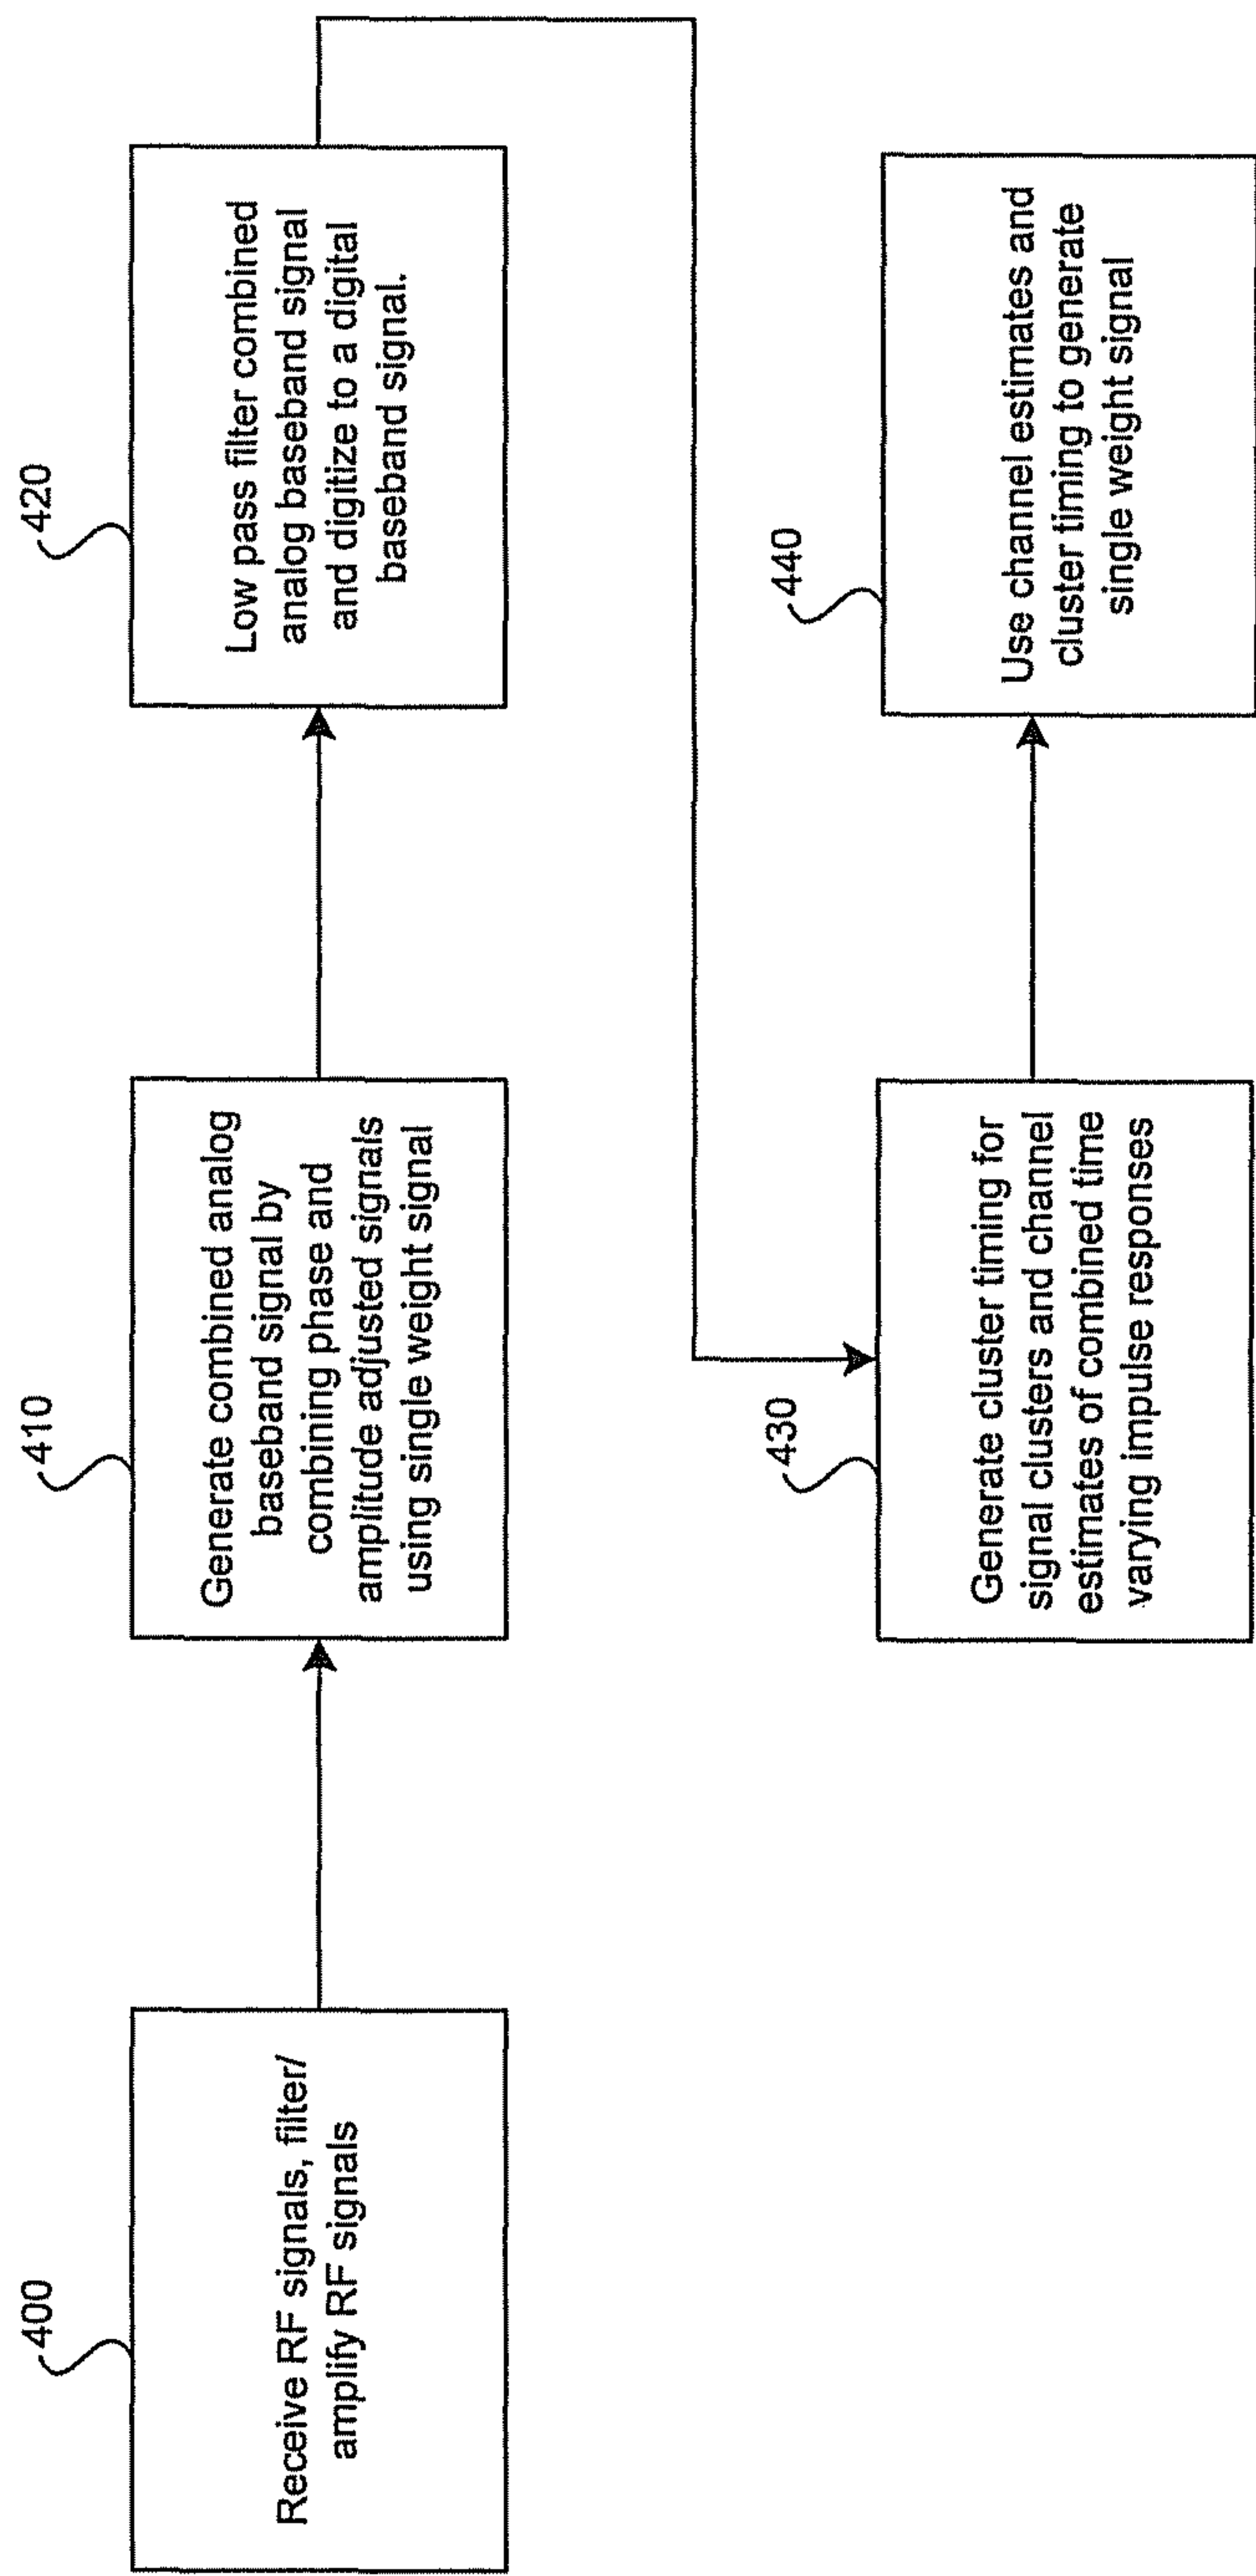 400
Receive RF signals, filter/
amplify RF signals
410
Generate combined analog
baseband signal by
combining phase and
amplitude adjusted signals
using single weight signal
420
Low pass filter combined
analog baseband signal
and digitize to a digital
baseband signal.
430
Generate cluster timing for
signal clusters and channel
estimates of combined time
varying impulse responses
440
Use channel estimates and
cluster timing to generate
single weight signal